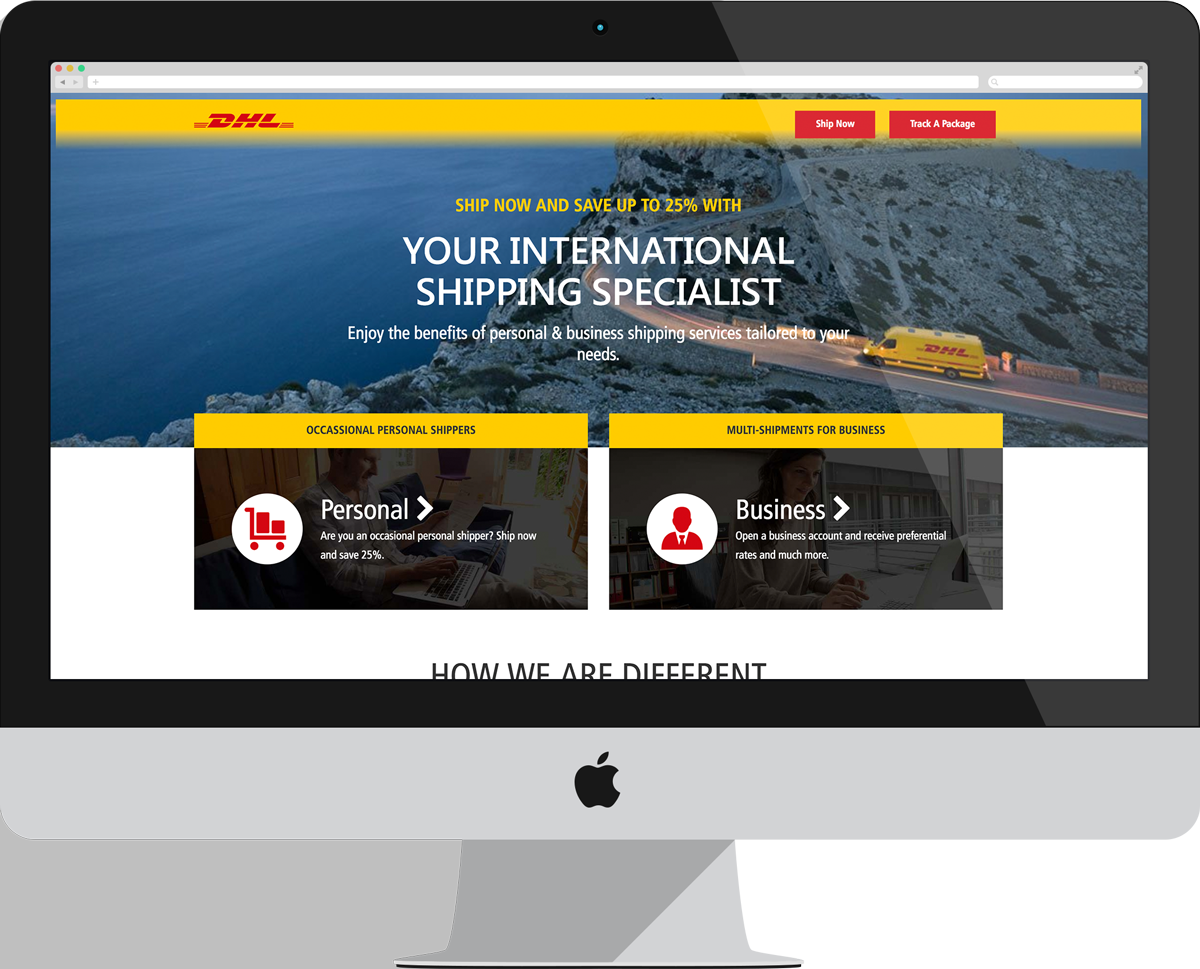 DHL
Ship Now
Track A Package
SHIP NOW AND SAVE UP TO 25% WITH
YOUR INTERNATIONAL
SHIPPING SPECIALIST
Enjoy the benefits of personal & business shipping services tailored to your
needs.
DHL
OCCASSIONAL PERSONAL SHIPPERS
MULTI-SHIPMENTS FOR BUSINESS
Personal
Are you an occasional personal shipper? Ship now
and save 25%.
Business
Open a business account and receive preferential
rates and much more.
HOW WE ARE DIFFERENT